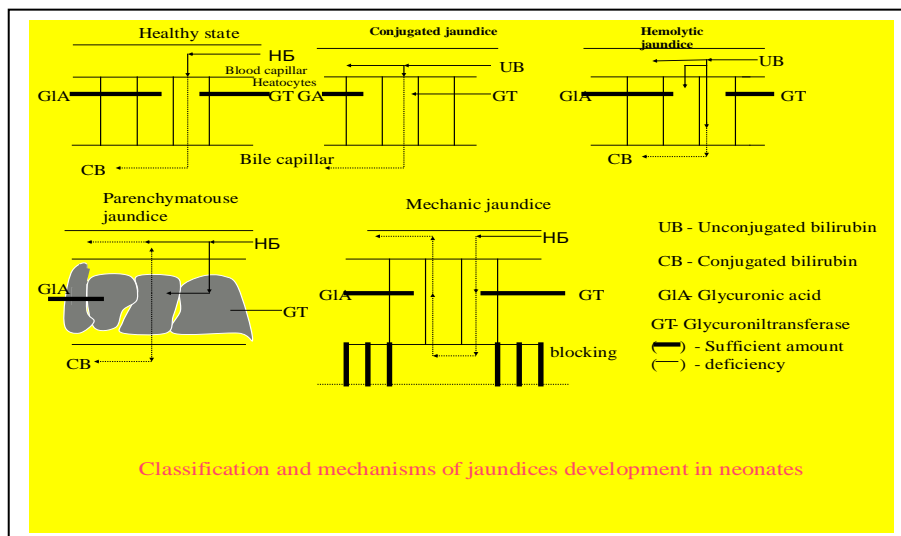 Healthy state
НБ
Blood capillar
Heatocytes
GlA
GT
CB
Bile capillar
Conjugated jaundice
UB
GA
GT
Hemolytic
jaundice
UB
GlA
GT
CB
Parenchymatouse
jaundice
НБ
GlA
GT
CB
Mechanic jaundice
НБ
GlA
GT
blocking
UB - Unconjugated bilirubin
CB - Conjugated bilirubin
GlA- Glycuronic acid
GT- Glycuroniltransferase
( ) - Sufficient amount
( ) - deficiency
Classification and mechanisms of jaundices development in neonates